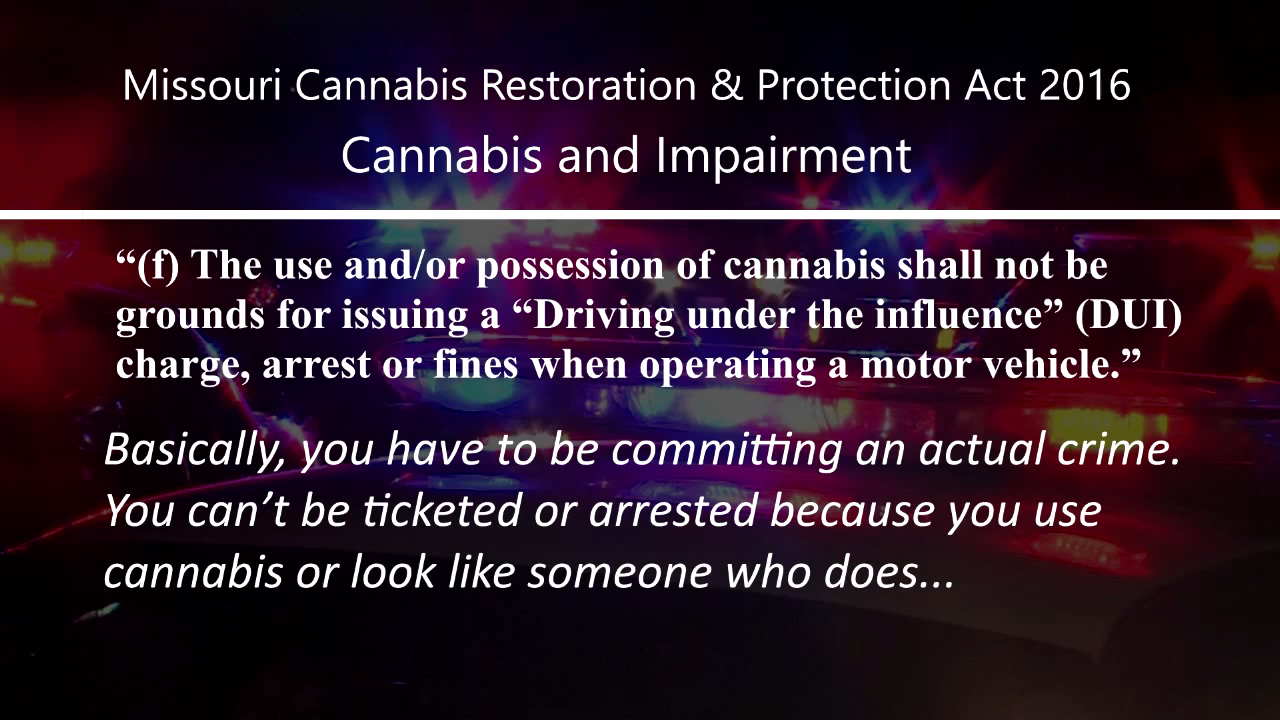 Missouri Cannabis Restoration & Protection Act 2016
Cannabis and Impairment
“(f) The use and/or possession of cannabis shall not be
grounds for issuing a “Driving under the influence” (DUI)
charge, arrest or fines when operating a motor vehicle.”
Basically, you have to be committing an actual crime.
You can’t be ticketed or arrested because you use
cannabis or look like someone who does...